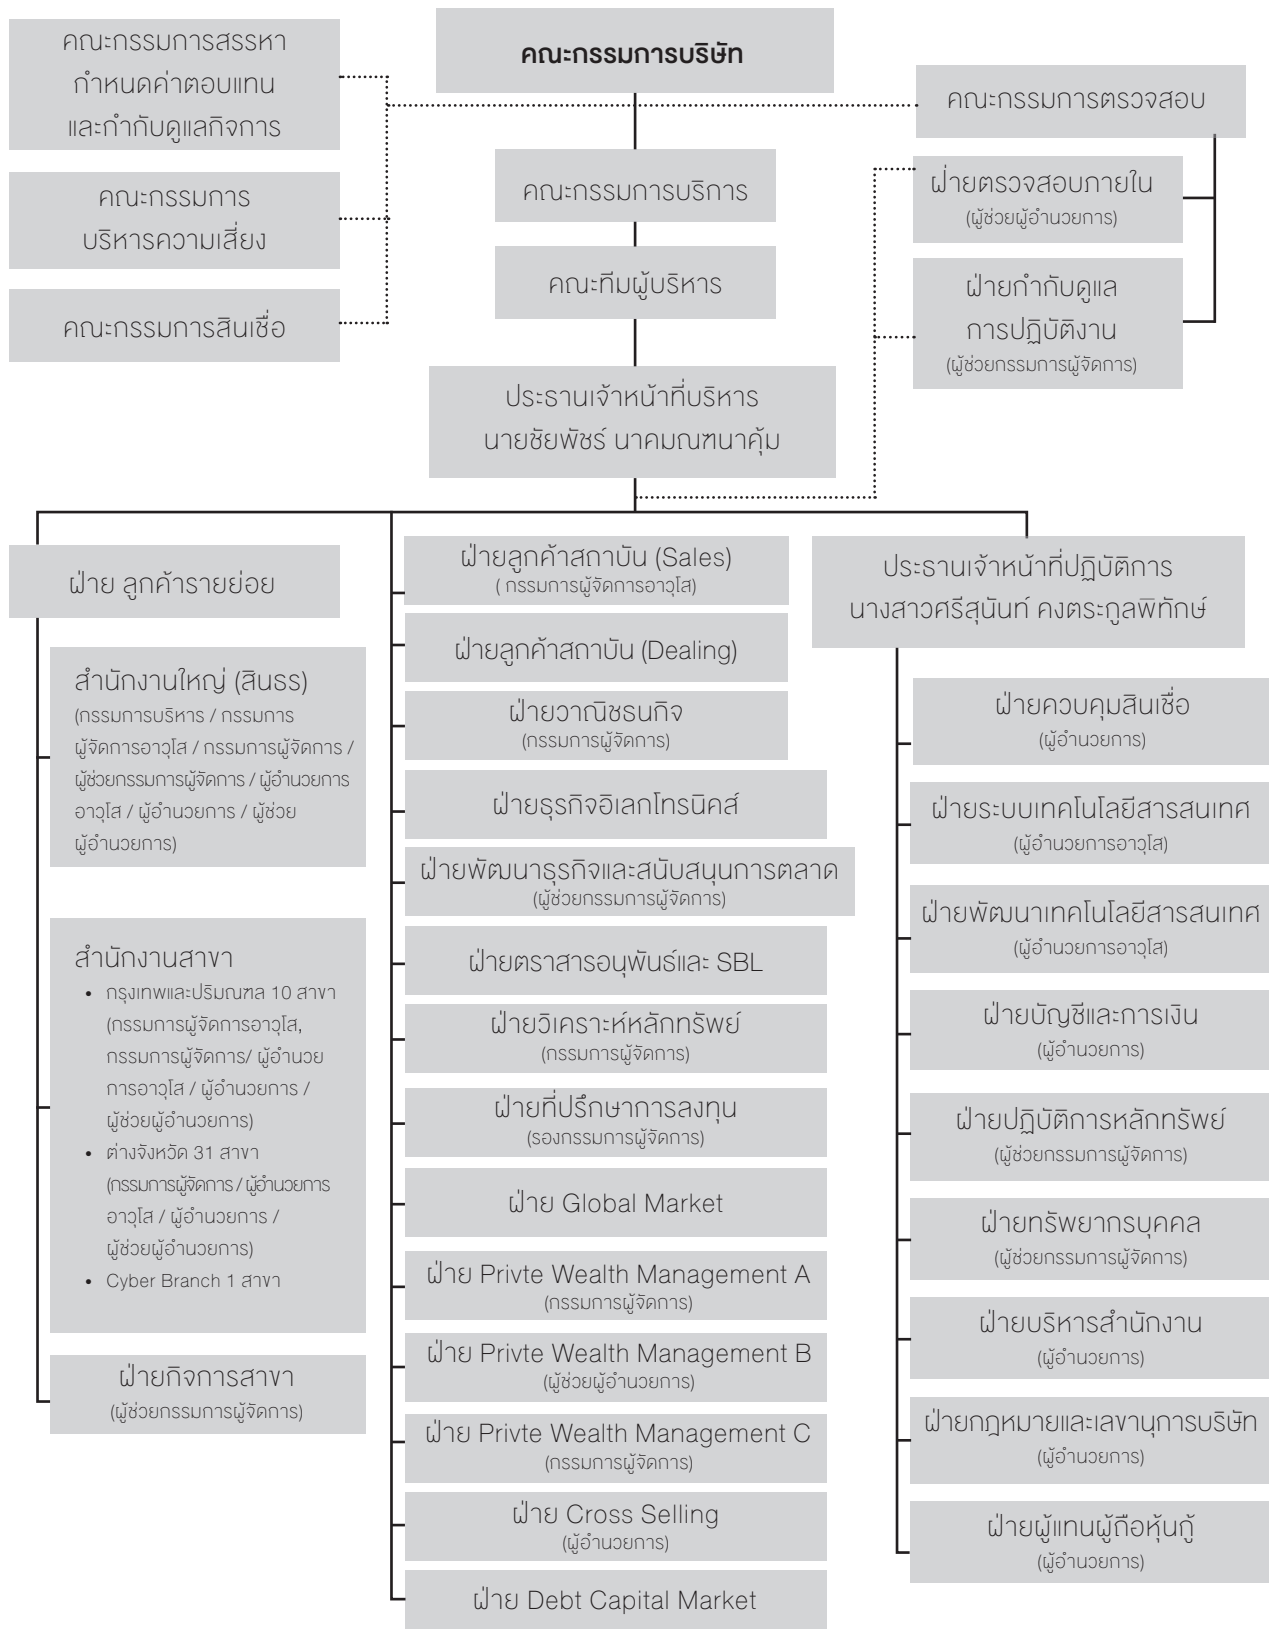 คณะกรรมการสรรหา
กำหนดค่าตอบแทน
และกำกับดูแลกิจการ
คณะกรรมการบริษัท
คณะกรรมการตรวจสอบ
คณะกรรมการ
บริหารความเสี่ยง
คณะกรรมการบริการ
ฝ่ายตรวจสอบภายใน
(ผู้ช่วยผู้อำนวยการ)
คณะกรรมการสินเชื่อ
คณะทีมผู้บริหาร
ฝ่ายกำกับดูแล
การปฏิบัติงาน
(ผู้ช่วยกรรมการผู้จัดการ)
ประธานเจ้าหน้าที่บริหาร
นายชัยพัชร์ นาคมณฑนาคุ้ม
ฝ่าย ลูกค้ารายย่อย
สำนักงานใหญ่ (สินธร)
(กรรมการบริหาร / กรรมการ
ผู้จัดการอาวุโส / กรรมการผู้จัดการ /
ผู้ช่วยกรรมการผู้จัดการ / ผู้อำนวยการ
อาวุโส / ผู้อำนวยการ / ผู้ช่วย
ผู้อำนวยการ)
สำนักงานสาขา
• กรุงเทพและปริมณฑล 10 สาขา
(กรรมการผู้จัดการอาวุโส,
กรรมการผู้จัดการ/ ผู้อำนวย
การอาวุโส / ผู้อำนวยการ /
ผู้ช่วยผู้อำนวยการ)
• ต่างจังหวัด 31 สาขา
(กรรมการผู้จัดการ / ผู้อำนวยการ
อาวุโส / ผู้อำนวยการ /
ผู้ช่วยผู้อำนวยการ)
• Cyber Branch 1 สาขา
ฝ่ายกิจการสาขา
(ผู้ช่วยกรรมการผู้จัดการ)
ฝ่ายลูกค้าสถาบัน (Sales)
( กรรมการผู้จัดการอาวุโส)
ฝ่ายลูกค้าสถาบัน (Dealing)
ฝ่ายวาณิชธนกิจ
(กรรมการผู้จัดการ)
ฝ่ายธุรกิจอิเลกโทรนิคส์
ฝ่ายพัฒนาธุรกิจและสนับสนุนการตลาด
(ผู้ช่วยกรรมการผู้จัดการ)
ฝ่ายตราสารอนุพันธ์และ SBL
ฝ่ายวิเคราะห์หลักทรัพย์
(กรรมการผู้จัดการ)
ฝ่ายที่ปรึกษาการลงทุน
(รองกรรมการผู้จัดการ)
ฝ่าย Global Market
ฝ่าย Privte Wealth Management A
(กรรมการผู้จัดการ)
ฝ่าย Privte Wealth Management B
(ผู้ช่วยผู้อำนวยการ)
ฝ่าย Privte Wealth Management C
(กรรมการผู้จัดการ)
ฝ่าย Cross Selling
(ผู้อำนวยการ)
ฝ่าย Debt Capital Market
ประธานเจ้าหน้าที่ปฏิบัติการ
นางสาวศรีสุนันท์ คงตระกูลพิทักษ์
ฝ่ายควบคุมสินเชื่อ
(ผู้อำนวยการ)
ฝ่ายระบบเทคโนโลยีสารสนเทศ
(ผู้อำนวยการอาวุโส)
ฝ่ายพัฒนาเทคโนโลยีสารสนเทศ
(ผู้อำนวยการอาวุโส)
ฝ่ายบัญชีและการเงิน
(ผู้อำนวยการ)
ฝ่ายปฏิบัติการหลักทรัพย์
(ผู้ช่วยกรรมการผู้จัดการ)
ฝ่ายทรัพยากรบุคคล
(ผู้ช่วยกรรมการผู้จัดการ)
ฝ่ายบริหารสำนักงาน
(ผู้อำนวยการ)
ฝ่ายกฎหมายและเลขานุการบริษัท
(ผู้อำนวยการ)
ฝ่ายผู้แทนผู้ถือหุ้นกู้
(ผู้อำนวยการ)